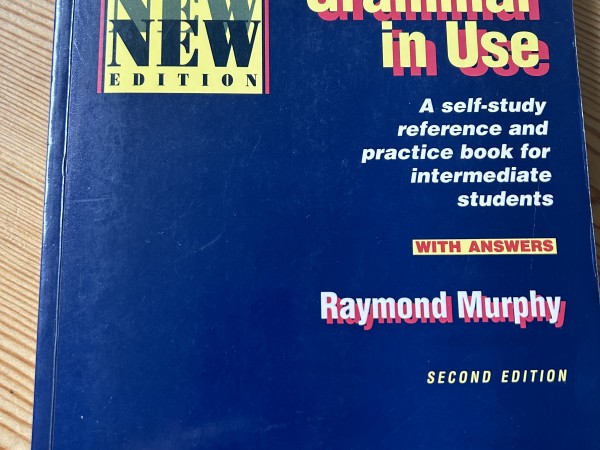 NEW
NEW
EDITION
Grammar
in Use
A self-study
reference and
practice book for
intermediate
students
WITH ANSWERS
Raymond Murphy
SECOND EDITION